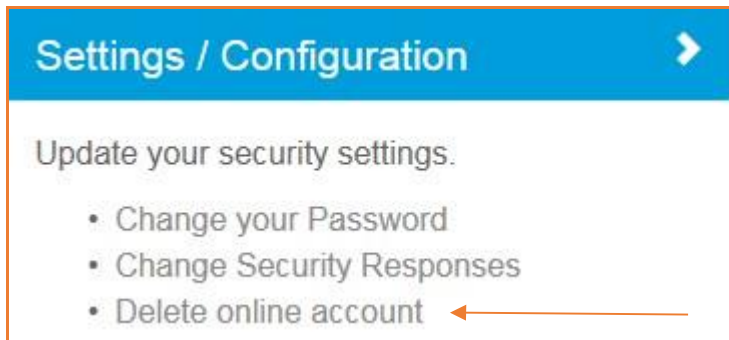 Settings / Configuration
Update your security settings.
• Change your Password
• Change Security Responses
• Delete online account